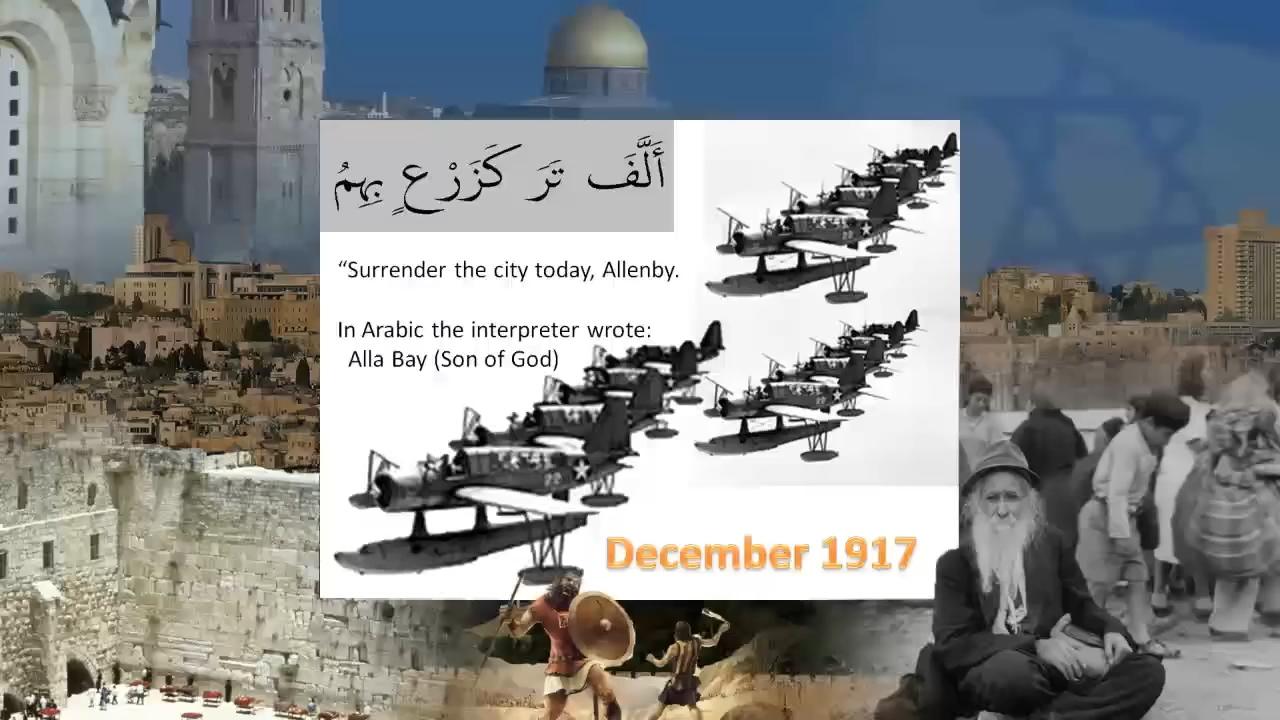 أَلَّفَ تَرَ كَزَرْعٍ بِهِمُ
“Surrender the city today, Allenby.
In Arabic the interpreter wrote:
Alla Bay (Son of God)
December 1917